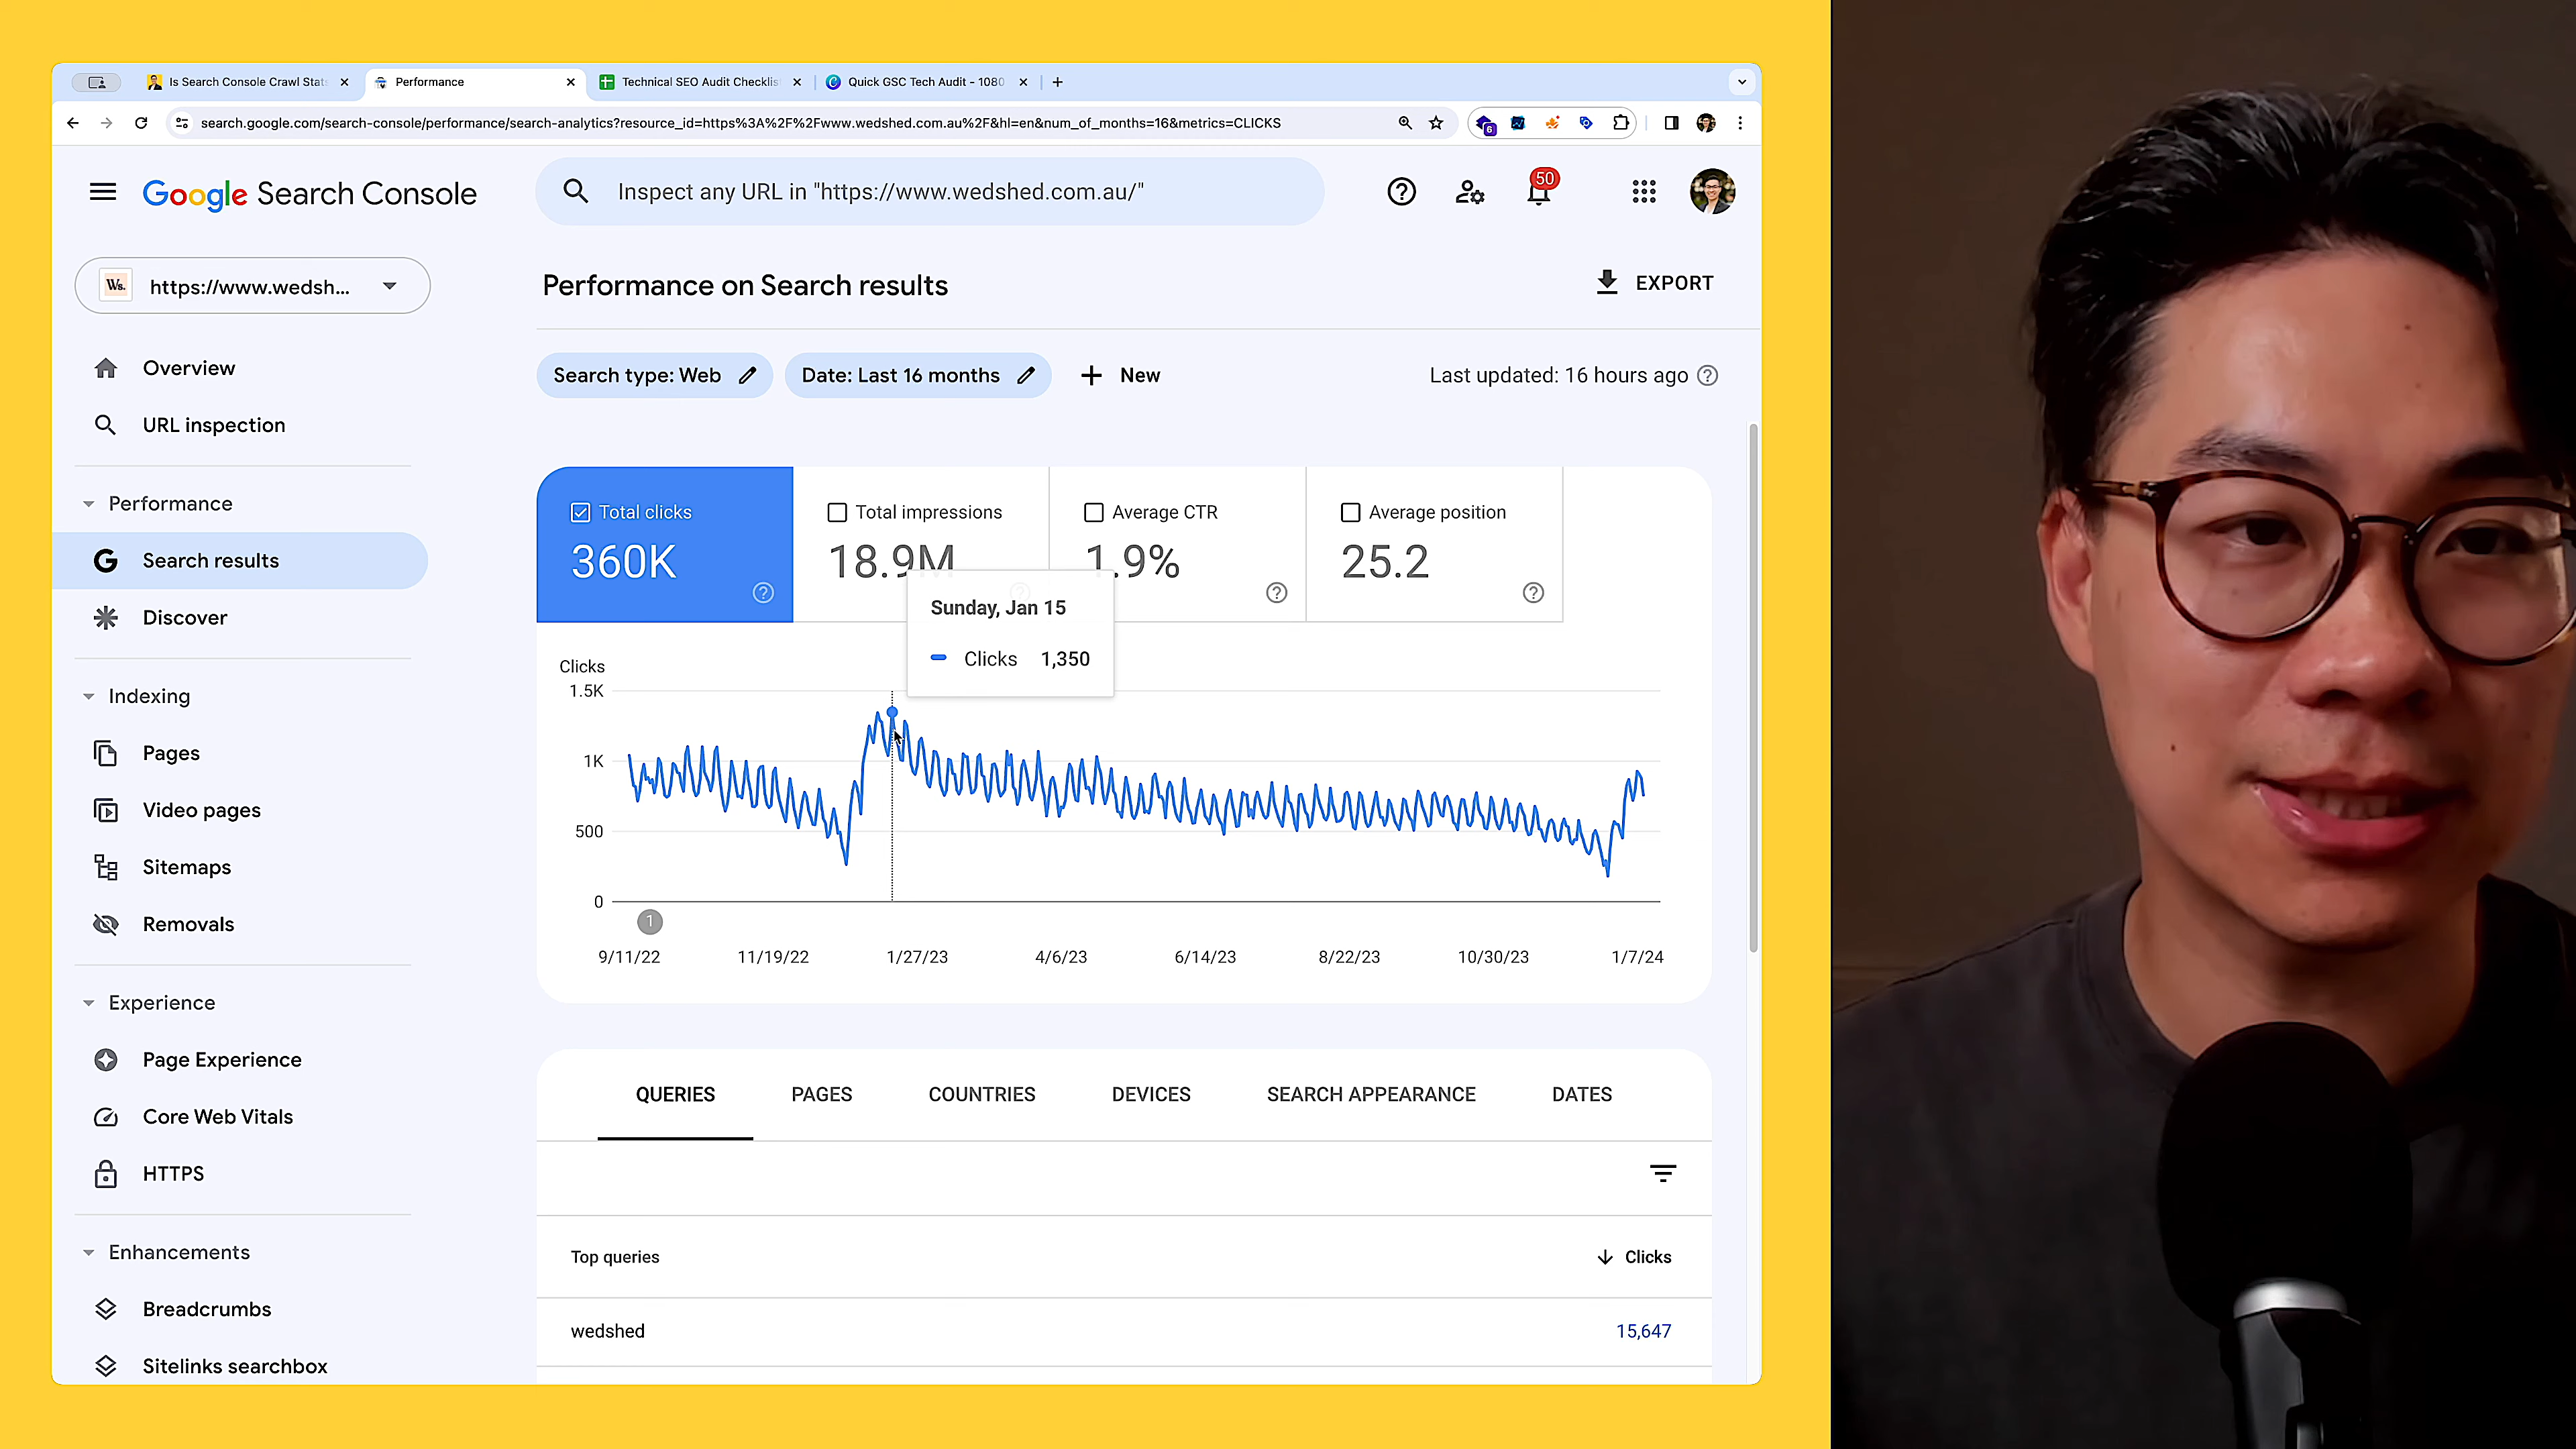 Is Search Console Crawl Stat
Performance
Technical SEO Audit Checklis
Quick GSC Tech Audit - 1080
search.google.com/search-console/performance/search-analytics?resource_id=https%3A%2F%2Fwww.wedshed.com.au%2F&hl=en&num_of_months=16&metrics=CLICKS
6
Google Search Console
Inspect any URL in "https://www.wedshed.com.au/"
50
Ws.
https://www.wedsh...
Performance on Search results
EXPORT
Overview
URL inspection
Performance
Search results
Discover
Indexing
Pages
Video pages
Sitemaps
Removals
Experience
Page Experience
Core Web Vitals
HTTPS
Enhancements
Breadcrumbs
Sitelinks searchbox
Search type: Web
Date: Last 16 months
New
Last updated: 16 hours ago
Total clicks
360K
Total impressions
18.9M
Average CTR
1.9%
Average position
25.2
Sunday, Jan 15
Clicks 1,350
Clicks
1.5K
1K
500
0
1
9/11/22 11/19/22 1/27/23 4/6/23 6/14/23 8/22/23 10/30/23 1/7/24
QUERIES PAGES COUNTRIES DEVICES SEARCH APPEARANCE DATES
Top queries Clicks
wedshed 15,647